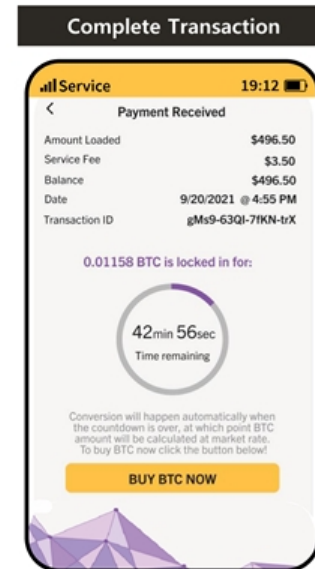 Complete Transaction
Service 19:12
Payment Received
Amount Loaded $496.50
Service Fee $3.50
Balance $496.50
Date 9/20/2021 @ 4:55 PM
Transaction ID gMs9-63QI-7fKN-trX
0.01158 BTC is locked in for:
42min 56sec
Time remaining
Conversion will happen automatically when
the countdown is over, at which point BTC
amount will be calculated at market rate.
To buy BTC now click the button below!
BUY BTC NOW